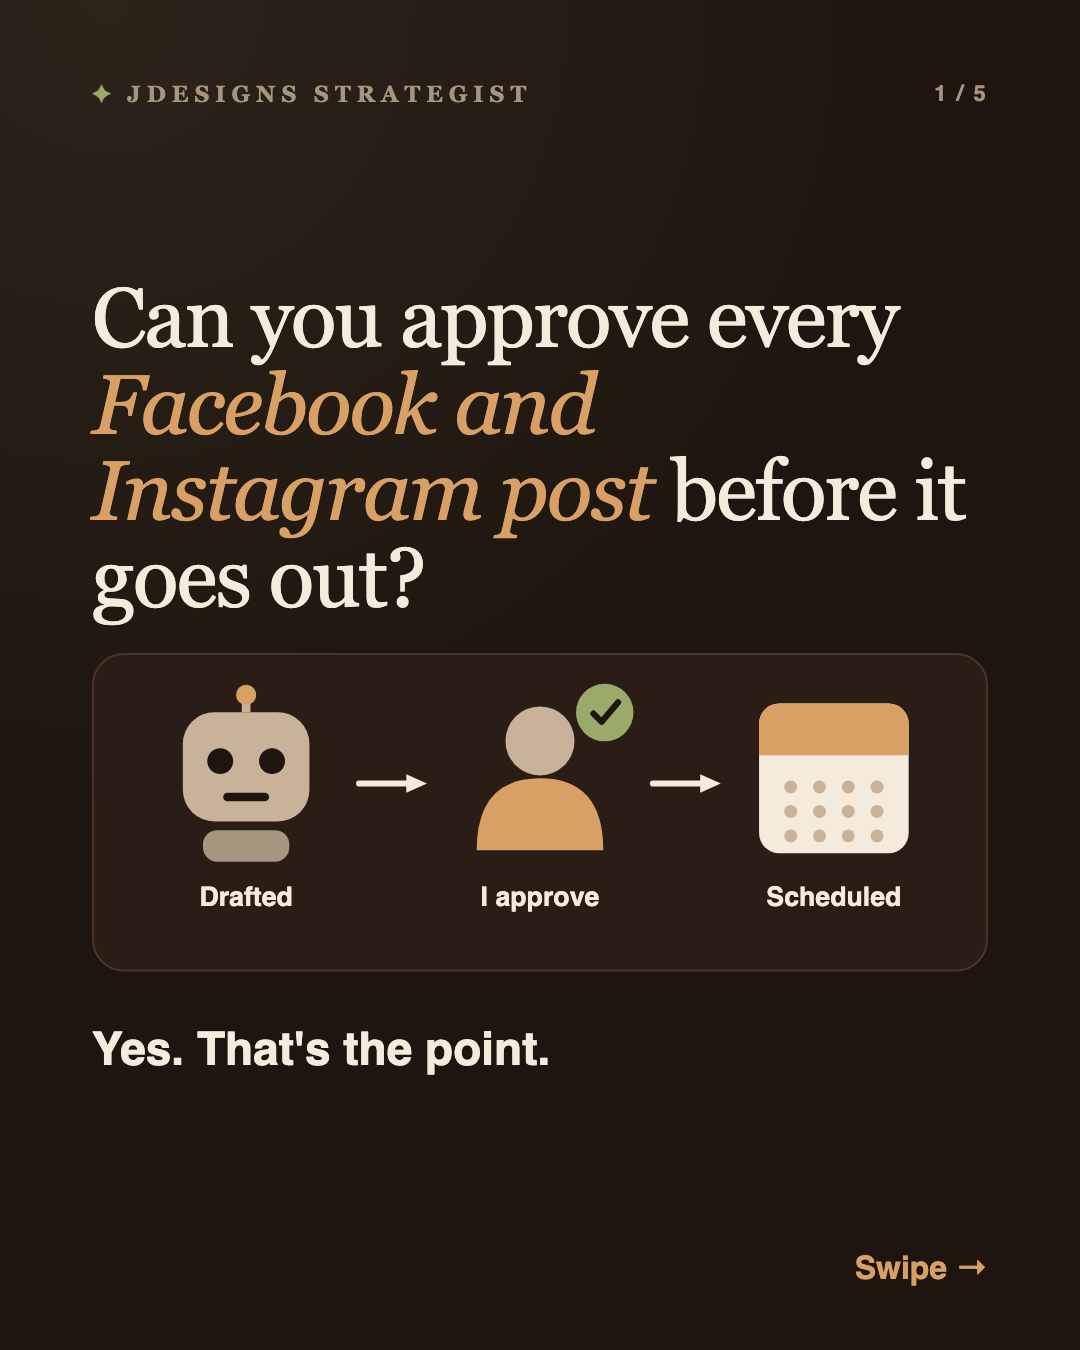 ✦ JDESIGNS STRATEGIST
1 / 5
Can you approve every
Facebook and
Instagram post before it
goes out?
Drafted
I approve
Scheduled
Yes. That's the point.
Swipe →